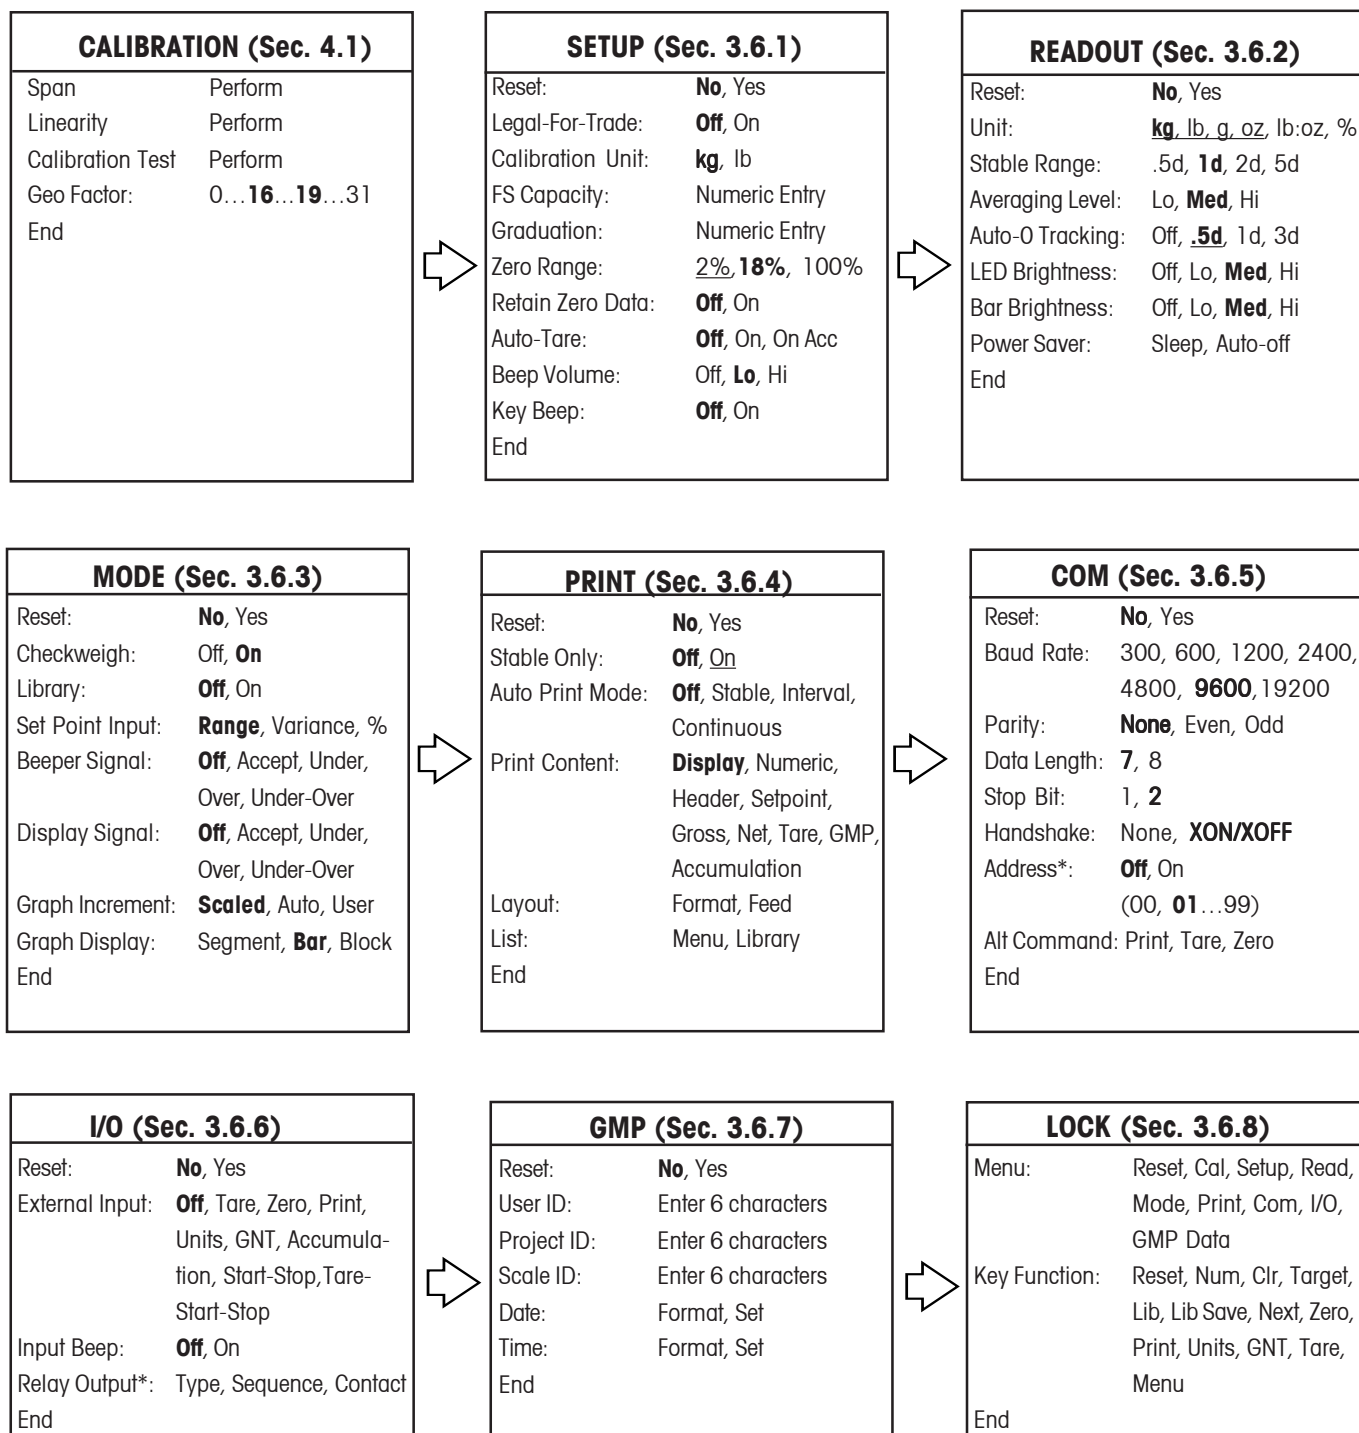 CALIBRATION (Sec. 4.1)
Span Perform
Linearity Perform
Calibration Test Perform
Geo Factor: 0...16...19...31
End
SETUP (Sec. 3.6.1)
Reset: No, Yes
Legal-For-Trade: Off, On
Calibration Unit: kg, lb
FS Capacity: Numeric Entry
Graduation: Numeric Entry
Zero Range: 2%, 18%, 100%
Retain Zero Data: Off, On
Auto-Tare: Off, On, On Acc
Beep Volume: Off, Lo, Hi
Key Beep: Off, On
End
READOUT (Sec. 3.6.2)
Reset: No, Yes
Unit: kg, lb, g, oz, lb:oz, %
Stable Range: .5d, 1d, 2d, 5d
Averaging Level: Lo, Med, Hi
Auto-0 Tracking: Off, .5d, 1d, 3d
LED Brightness: Off, Lo, Med, Hi
Bar Brightness: Off, Lo, Med, Hi
Power Saver: Sleep, Auto-off
End
MODE (Sec. 3.6.3)
Reset: No, Yes
Checkweigh: Off, On
Library: Off, On
Set Point Input: Range, Variance, %
Beeper Signal: Off, Accept, Under,
Over, Under-Over
Display Signal: Off, Accept, Under,
Over, Under-Over
Graph Increment: Scaled, Auto, User
Graph Display: Segment, Bar, Block
End
PRINT (Sec. 3.6.4)
Reset: No, Yes
Stable Only: Off, On
Auto Print Mode: Off, Stable, Interval,
Continuous
Print Content: Display, Numeric,
Header, Setpoint,
Gross, Net, Tare, GMP,
Accumulation
Layout: Format, Feed
List: Menu, Library
End
COM (Sec. 3.6.5)
Reset: No, Yes
Baud Rate: 300, 600, 1200, 2400,
4800, 9600, 19200
Parity: None, Even, Odd
Data Length: 7, 8
Stop Bit: 1, 2
Handshake: None, XON/XOFF
Address*: Off, On
(00, 01...99)
Alt Command: Print, Tare, Zero
End
I/O (Sec. 3.6.6)
Reset: No, Yes
External Input: Off, Tare, Zero, Print,
Units, GNT, Accumula-
tion, Start-Stop,Tare-
Start-Stop
Input Beep: Off, On
Relay Output*: Type, Sequence, Contact
End
GMP (Sec. 3.6.7)
Reset: No, Yes
User ID: Enter 6 characters
Project ID: Enter 6 characters
Scale ID: Enter 6 characters
Date: Format, Set
Time: Format, Set
End
LOCK (Sec. 3.6.8)
Menu: Reset, Cal, Setup, Read,
Mode, Print, Com, I/O,
GMP Data
Key Function: Reset, Num, Clr, Target,
Lib, Lib Save, Next, Zero,
Print, Units, GNT, Tare,
Menu
End